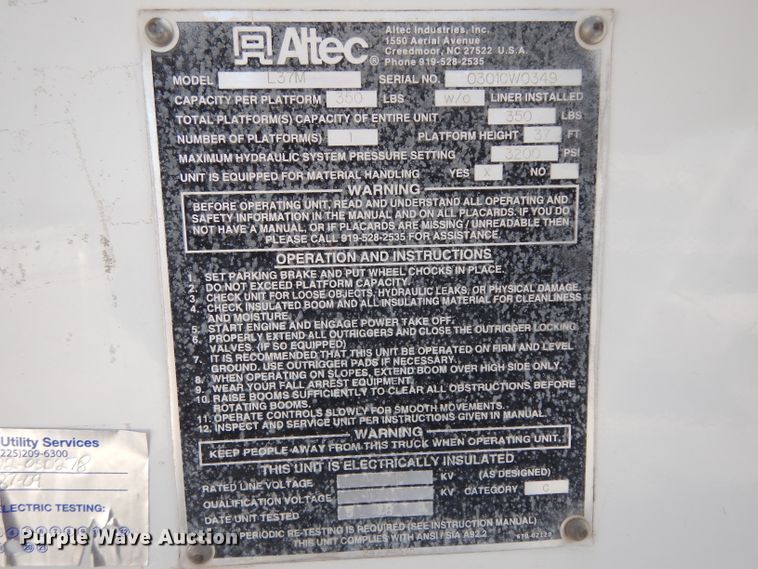 Altec
Altec Industries, Inc.
1550 Aerial Avenue
Creedmoor, NC 27522 U.S.A.
® Phone 919-528-2535
MODEL L37M SERIAL NO. 0301CW0349
CAPACITY PER PLATFORM 350 LBS w/o LINER INSTALLED
TOTAL PLATFORM(S) CAPACITY OF ENTIRE UNIT 350 LBS
NUMBER OF PLATFORM(S) 1 PLATFORM HEIGHT 37 FT
MAXIMUM HYDRAULIC SYSTEM PRESSURE SETTING 3200 PSI
UNIT IS EQUIPPED FOR MATERIAL HANDLING YES X NO
WARNING
BEFORE OPERATING UNIT, READ AND UNDERSTAND ALL OPERATING AND
SAFETY INFORMATION IN THE MANUAL AND ON ALL PLACARDS. IF YOU DO
NOT HAVE A MANUAL, OR IF PLACARDS ARE MISSING / UNREADABLE THEN
PLEASE CALL 919-528-2535 FOR ASSISTANCE.
OPERATION AND INSTRUCTIONS
1. SET PARKING BRAKE AND PUT WHEEL CHOCKS IN PLACE.
2. DO NOT EXCEED PLATFORM CAPACITY.
3. CHECK UNIT FOR LOOSE OBJECTS, HYDRAULIC LEAKS, OR PHYSICAL DAMAGE.
4. CHECK INSULATED BOOM AND ALL INSULATING MATERIAL FOR CLEANLINESS
AND MOISTURE.
5. START ENGINE AND ENGAGE POWER TAKE OFF.
6. PROPERLY EXTEND ALL OUTRIGGERS AND CLOSE THE OUTRIGGER LOCKING
VALVES. (IF SO EQUIPPED)
7. IT IS RECOMMENDED THAT THIS UNIT BE OPERATED ON FIRM AND LEVEL
GROUND. USE OUTRIGGER PADS IF NECESSARY.
8. WHEN OPERATING ON SLOPES, EXTEND BOOM OVER HIGH SIDE ONLY.
9. WEAR YOUR FALL ARREST EQUIPMENT.
10. RAISE BOOMS SUFFICIENTLY TO CLEAR ALL OBSTRUCTIONS BEFORE
ROTATING BOOMS.
11. OPERATE CONTROLS SLOWLY FOR SMOOTH MOVEMENTS.
12. INSPECT AND SERVICE UNIT PER INSTRUCTIONS GIVEN IN MANUAL.
WARNING
KEEP PEOPLE AWAY FROM THIS TRUCK WHEN OPERATING UNIT.
THIS UNIT IS ELECTRICALLY INSULATED
RATED LINE VOLTAGE KV (AS DESIGNED)
QUALIFICATION VOLTAGE KV CATEGORY C
DATE UNIT TESTED
PERIODIC RE-TESTING IS REQUIRED (SEE INSTRUCTION MANUAL)
THIS UNIT COMPLIES WITH ANSI / SIA A92.2
Utility Services
(225)209-6300
ELECTRIC TESTING:
Purple Wave Auction